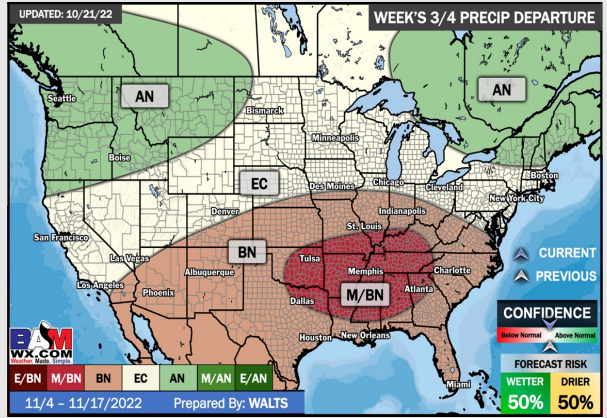 UPDATED: 10/21/22
WEEK'S 3/4 PRECIP DEPARTURE
AN
AN
Seattle
Bismarck
Minneapolis
Boise
EC
Des Moines
Chicago
Cleveland
Boston
New York City
Denver
Indianapolis
St. Louis
San Francisco
Las Vegas
BN
Tulsa
CURRENT
Albuquerque
Memphis
Charlotte
PREVIOUS
Los Angeles
Phoenix
M/BN
Atlanta
Dallas
CONFIDENCE
Below Normal
Above Normal
Houston
New Orleans
BAM
WX.COM
Weather. Made. Simple.
FORECAST RISK
E/BN
M/BN
BN
EC
AN
M/AN
E/AN
Miami
WETTER
DRIER
50%
50%
11/4 – 11/17/2022
Prepared By: WALTS